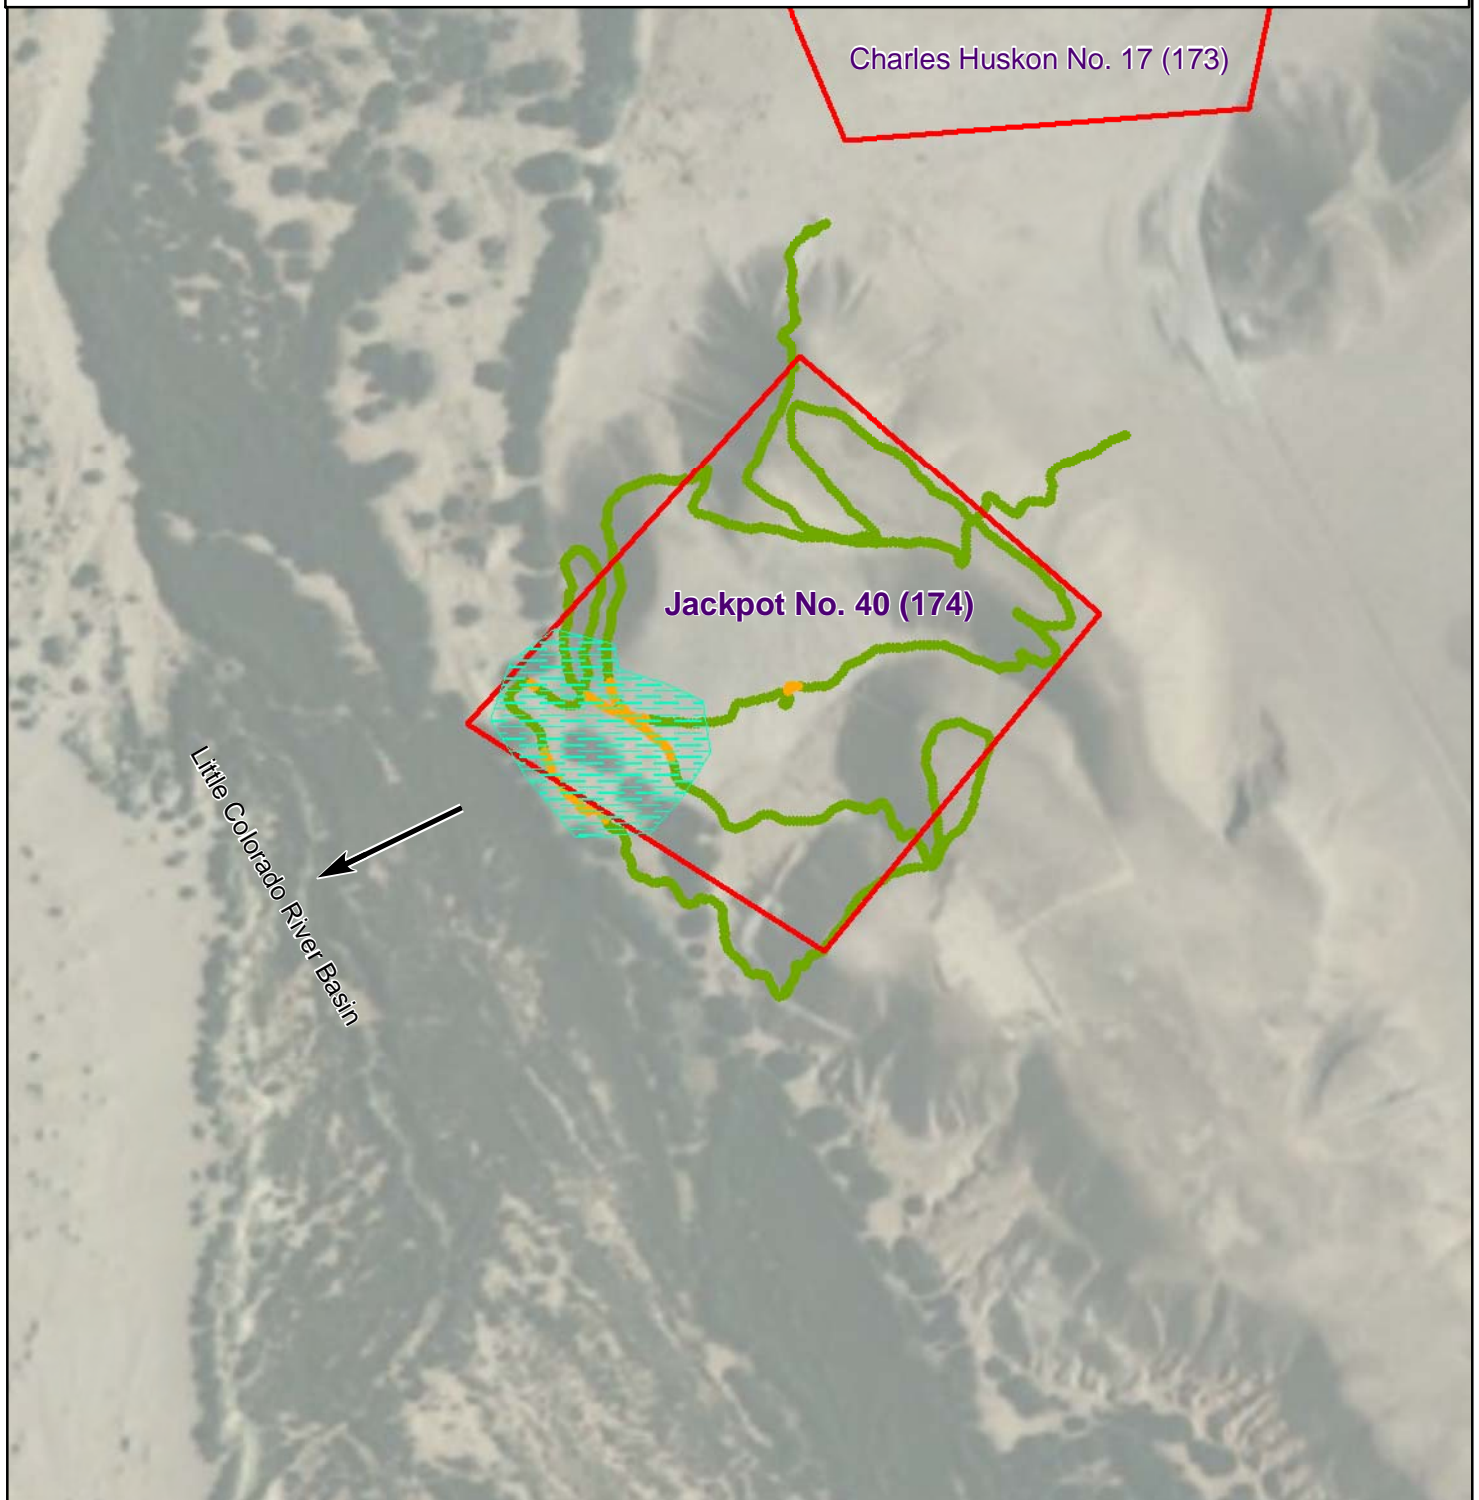 Charles Huskon No. 17 (173)
Jackpot No. 40 (174)
Little Colorado River Basin